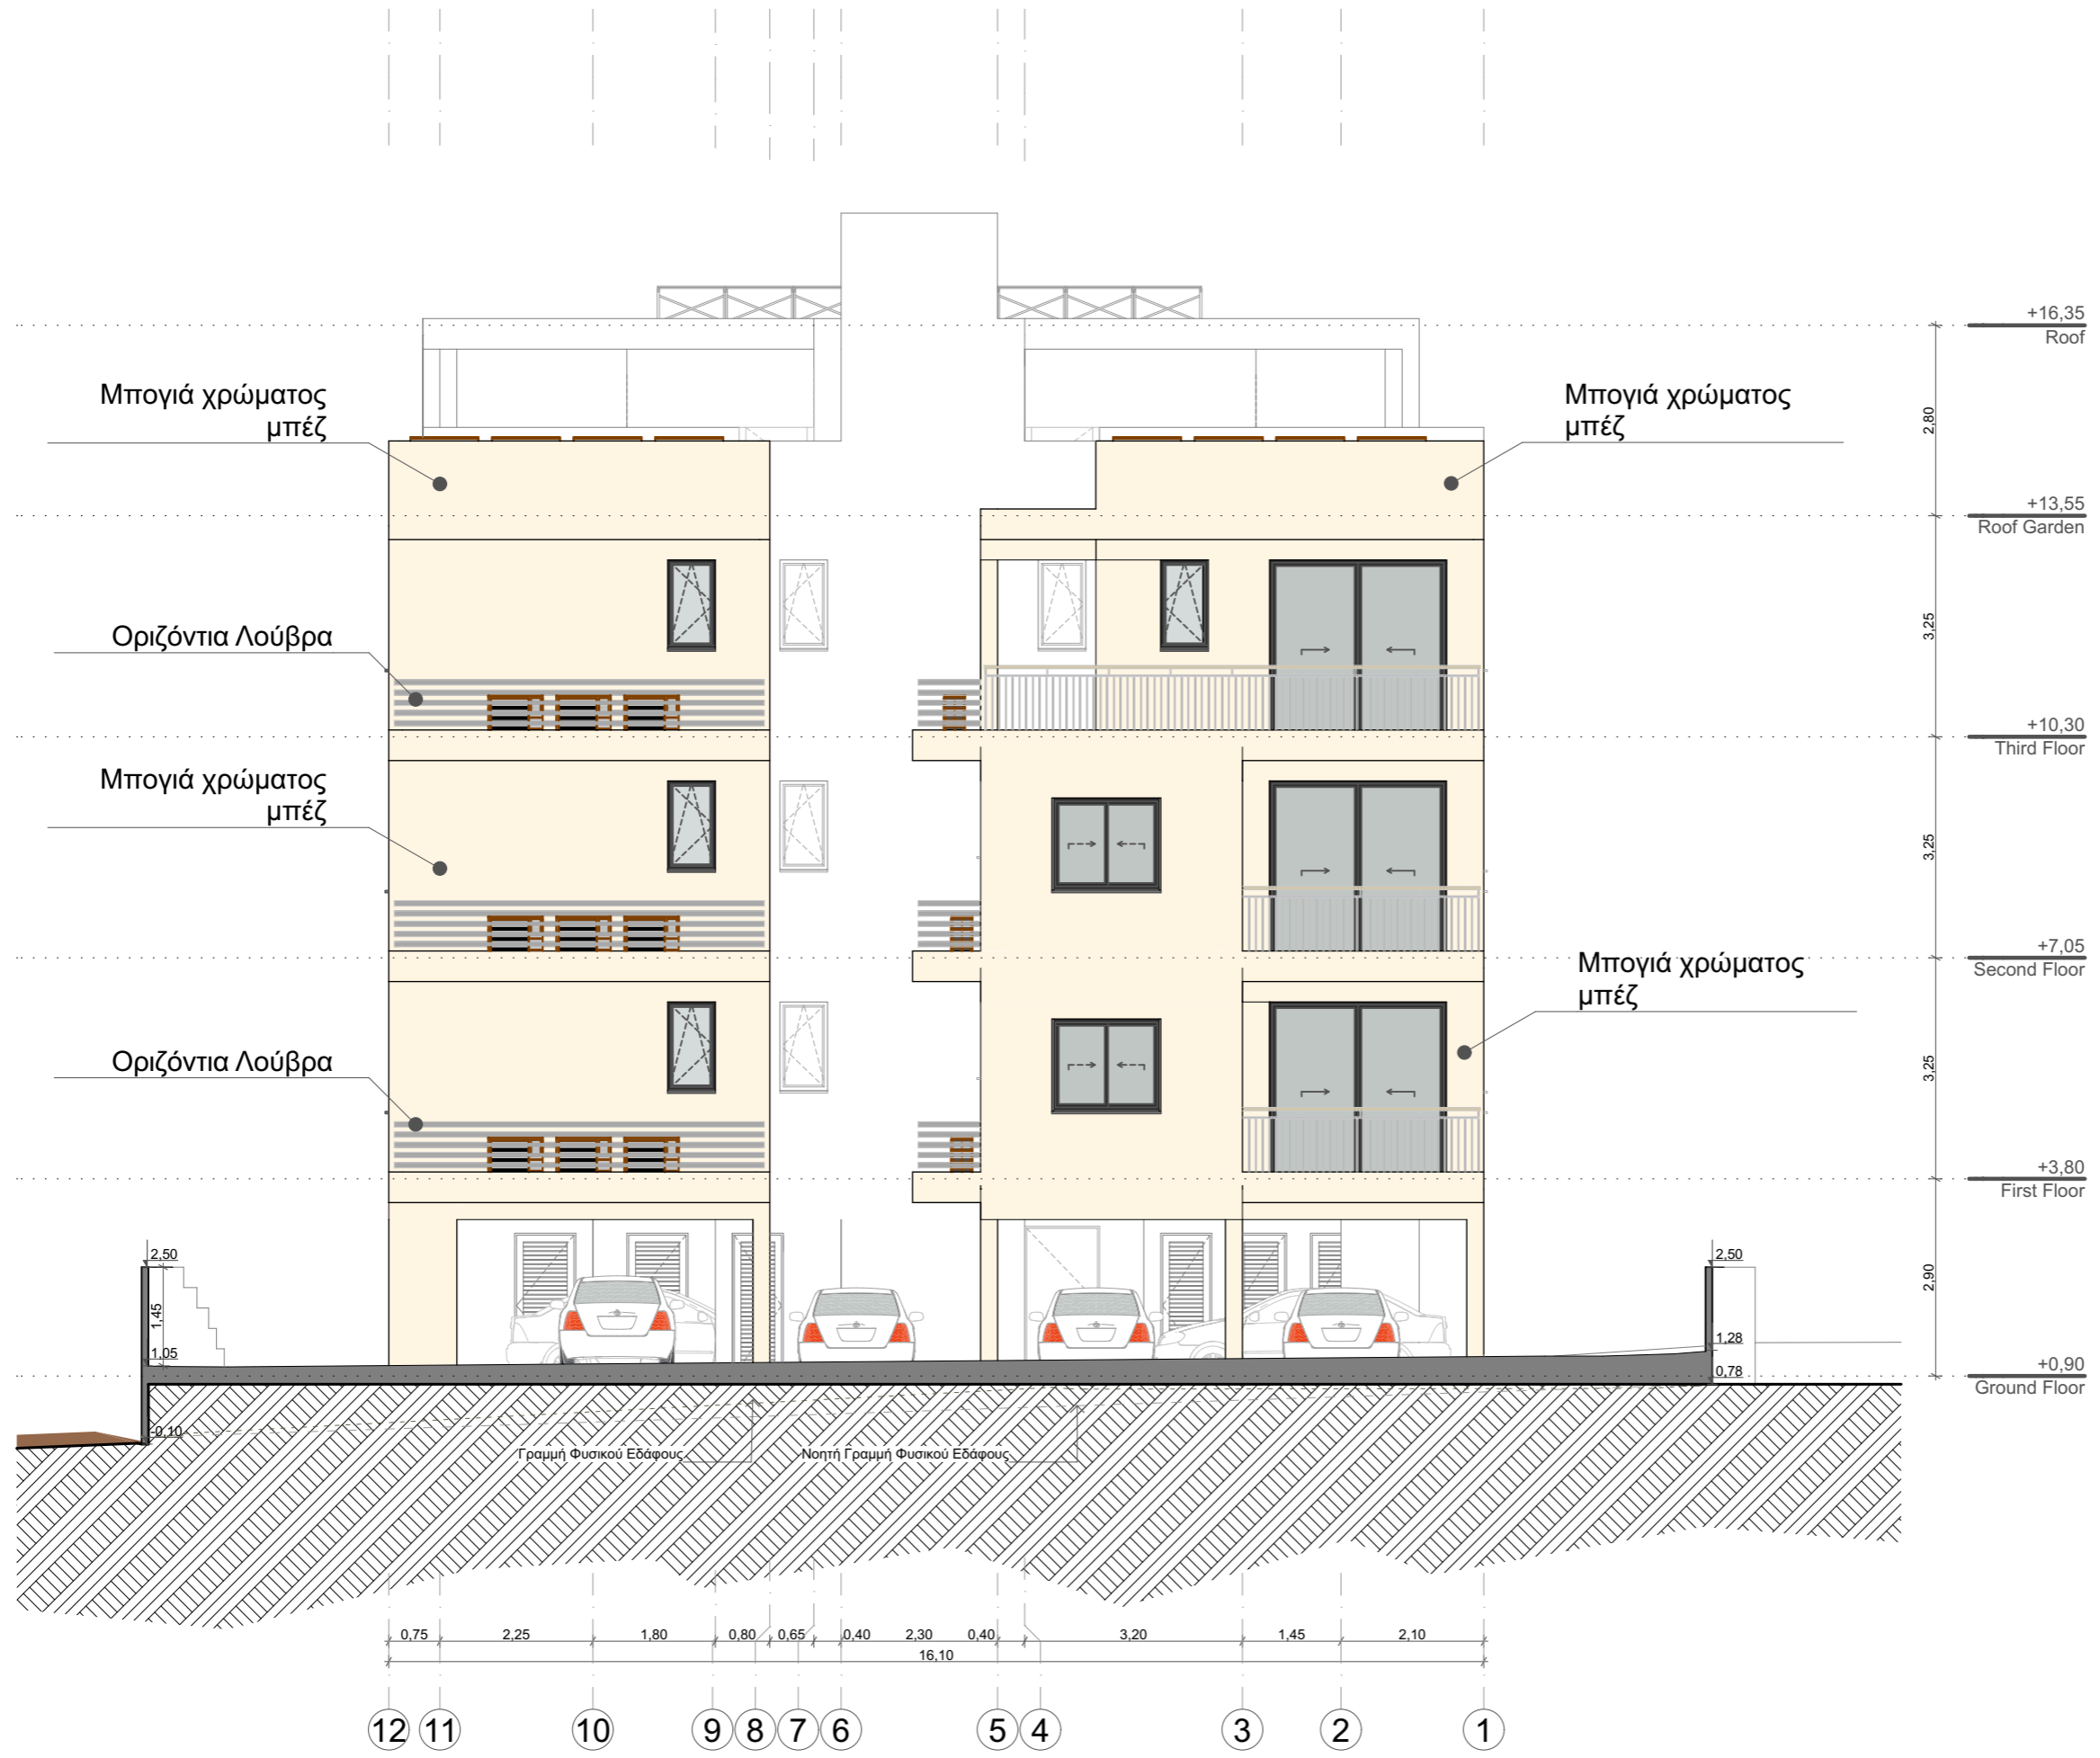 +16,35
Roof
Μπογιά χρώματος
μπέζ
Μπογιά χρώματος
μπέζ
2,80
+13,55
Roof Garden
Οριζόντια Λούβρα
3,25
+10,30
Third Floor
Μπογιά χρώματος
μπέζ
3,25
+7,05
Second Floor
Μπογιά χρώματος
μπέζ
Οριζόντια Λούβρα
3,25
+3,80
First Floor
2,50
1,45
1,05
-0,10
2,50
1,28
0,78
2,90
+0,90
Ground Floor
Γραμμή Φυσικού Εδάφους
Νοητή Γραμμή Φυσικού Εδάφους
0,75 2,25 1,80 0,80 0,65 0,40 2,30 0,40 3,20 1,45 2,10
16,10
12 11 10 9 8 7 6 5 4 3 2 1